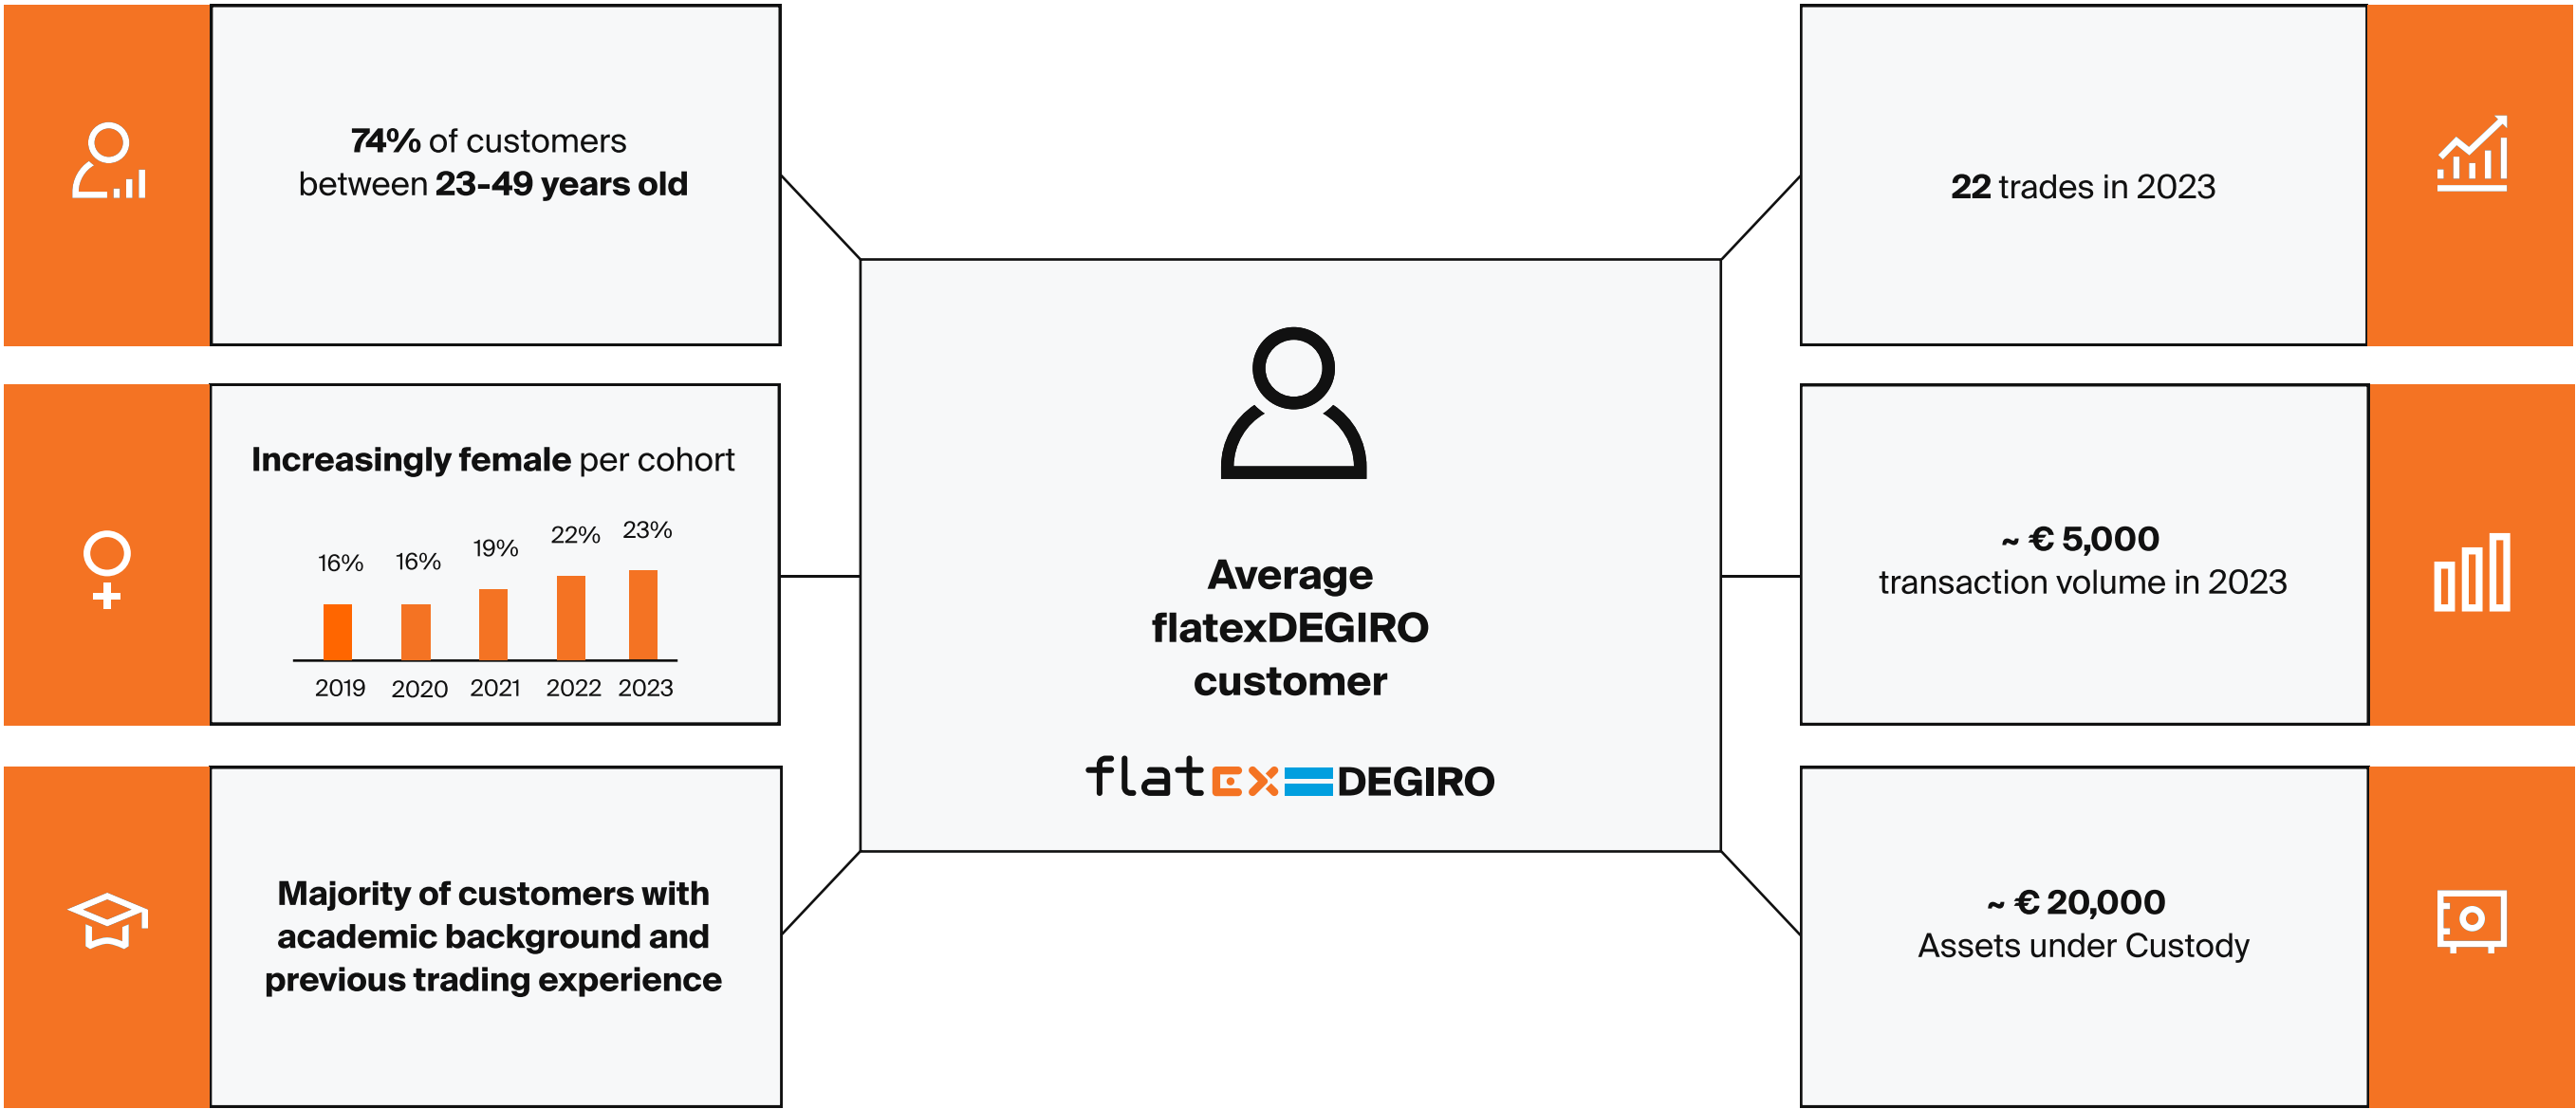 74% of customers
between 23-49 years old
Increasingly female per cohort
16% 16% 19% 22% 23%
2019 2020 2021 2022 2023
Majority of customers with
academic background and
previous trading experience
Average
flatexDEGIRO
customer
flatex=DEGIRO
22 trades in 2023
~ € 5,000
transaction volume in 2023
~ € 20,000
Assets under Custody